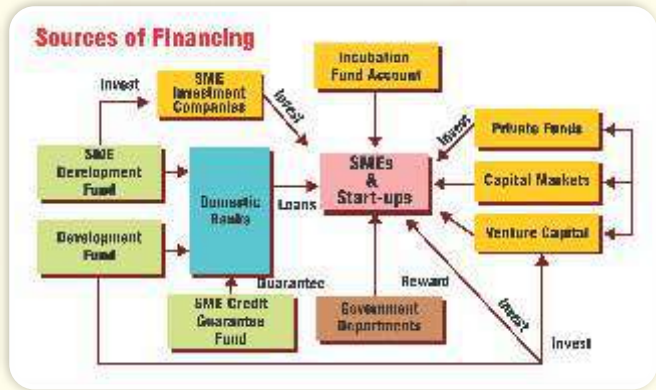 Sources of Financing
Incubation
Fund Account
SME
Investment
Companies
Invest
Invest
Invest
Private Funds
SME
Development
Fund
Domestic
Banks
Loans
SMEs
&
Start-ups
Capital Markets
Development
Fund
Venture Capital
Guarantee
Reward
SME Credit
Guarantee
Fund
Government
Departments
Invest
Invest